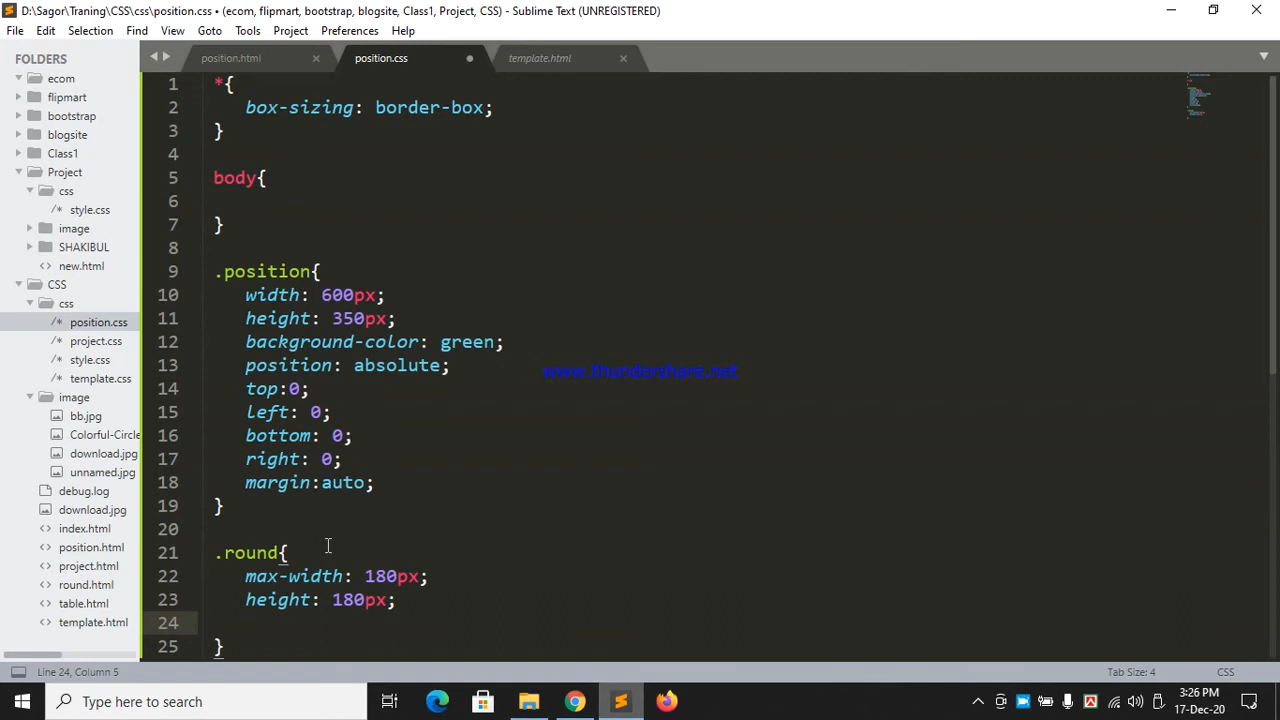 D:\Sagor\Traning\CSS\css\position.css • (ecom, flipmart, bootstrap, blogsite, Class1, Project, CSS) - Sublime Text (UNREGISTERED)
File Edit Selection Find View Goto Tools Project Preferences Help
FOLDERS
ecom
flipmart
bootstrap
blogsite
Class1
Project
css
/* style.css
image
SHAKIBUL
<> new.html
CSS
css
/* position.css
/* project.css
/* style.css
/* template.css
image
bb.jpg
Colorful-Circle
download.jpg
unnamed.jpg
debug.log
download.jpg
<> index.html
<> position.html
<> project.html
<> round.html
<> table.html
<> template.html
position.html
position.css
template.html
1 *{
2 box-sizing: border-box;
3 }
4
5 body{
6
7 }
8
9 .position{
10 width: 600px;
11 height: 350px;
12 background-color: green;
13 position: absolute;
14 top:0;
15 left: 0;
16 bottom: 0;
17 right: 0;
18 margin:auto;
19 }
20
21 .round{
22 max-width: 180px;
23 height: 180px;
24
25 }
www.thundershare.net
Line 24, Column 5
Tab Size: 4
CSS
Type here to search
3:26 PM
17-Dec-20